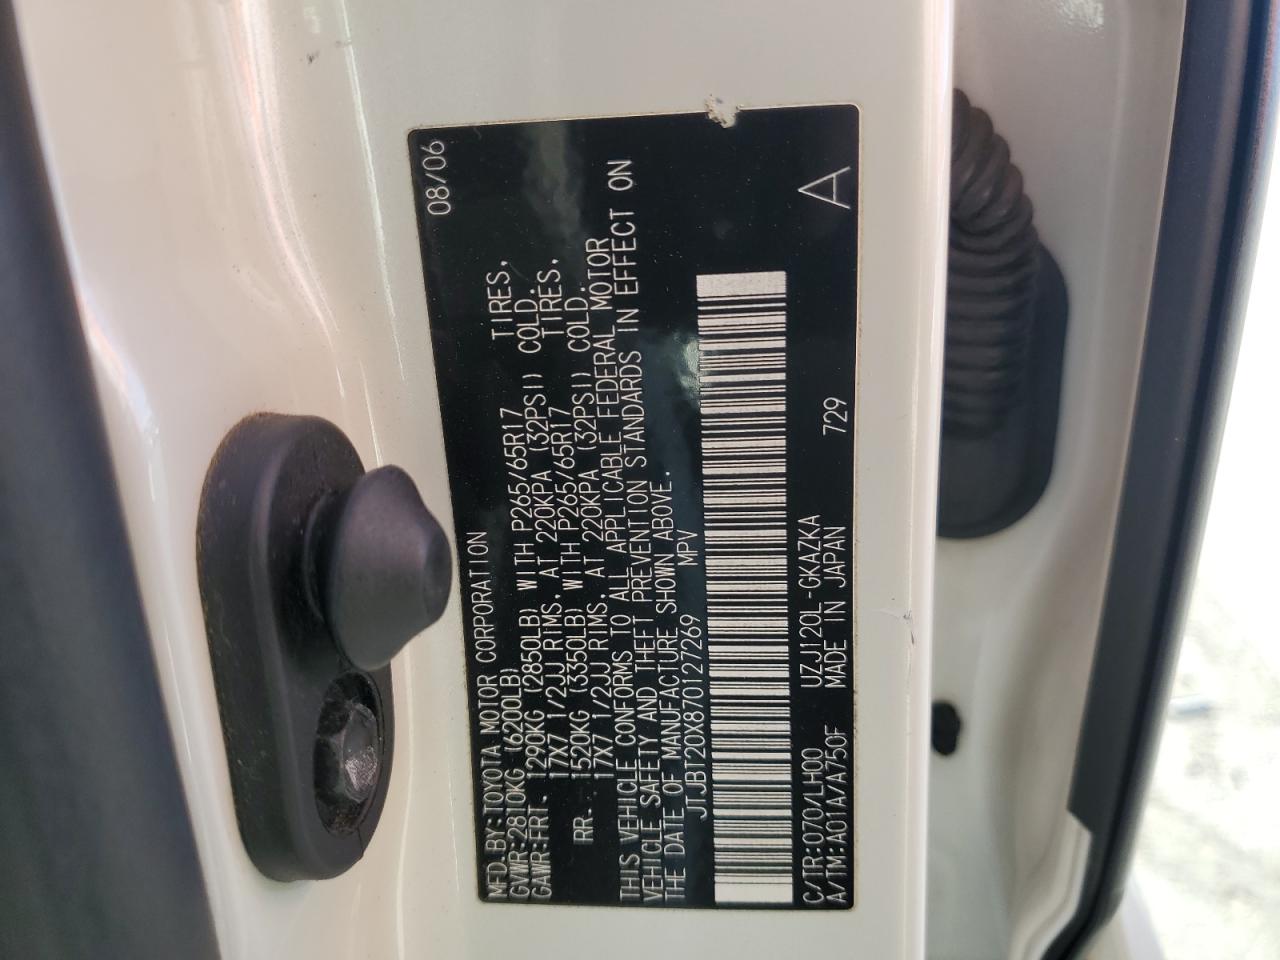 MFD.BY:TOYOTA MOTOR CORPORATION 08/06
GVWR:2810KG (6200LB)
GAWR:FRT. 1290KG (2850LB) WITH P265/65R17 TIRES,
17X7 1/2JJ RIMS, AT 220KPA (32PSI) COLD.
RR. 1520KG (3350LB) WITH P265/65R17 TIRES,
17X7 1/2JJ RIMS, AT 220KPA (32PSI) COLD.
THIS VEHICLE CONFORMS TO ALL APPLICABLE FEDERAL MOTOR
VEHICLE SAFETY AND THEFT PREVENTION STANDARDS IN EFFECT ON
THE DATE OF MANUFACTURE SHOWN ABOVE.
JTJBT20X870127269 MPV
C/TR:070/LH00 UZJ120L-GKAZKA
A/TM:A01A/A750F MADE IN JAPAN 729 A